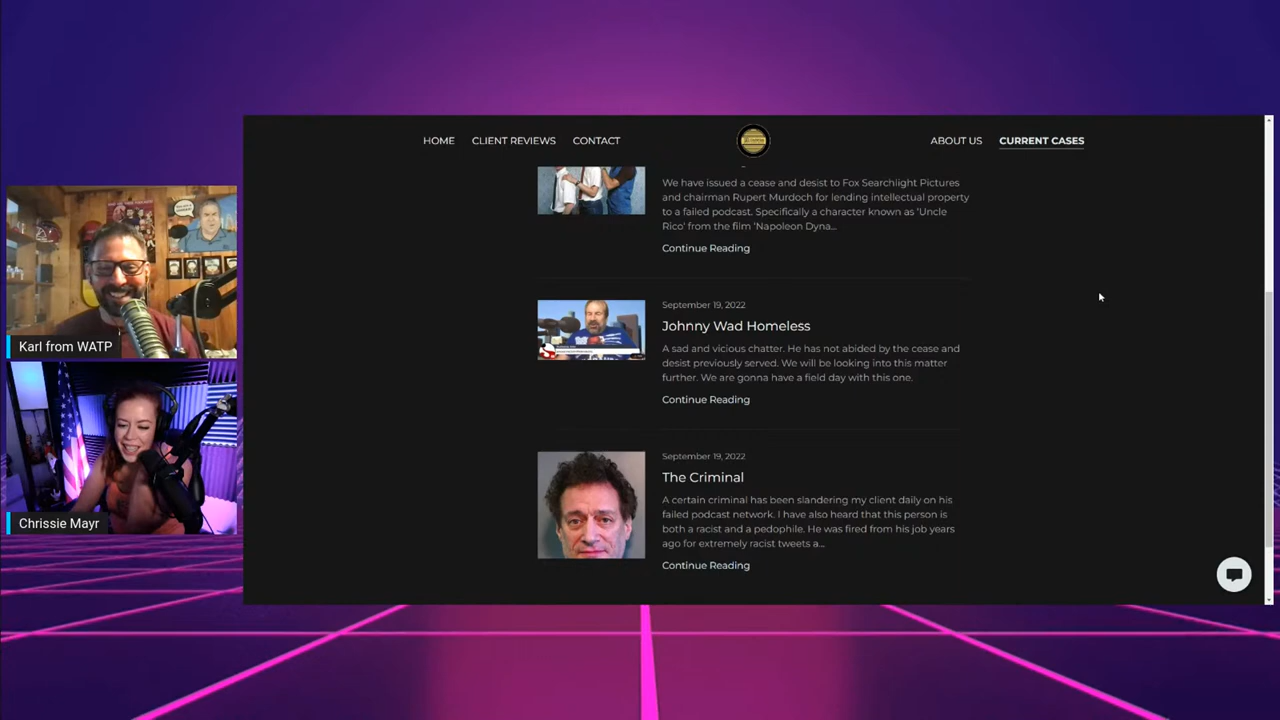 HOME CLIENT REVIEWS CONTACT ABOUT US CURRENT CASES
We have issued a cease and desist to Fox Searchlight Pictures
and chairman Rupert Murdoch for lending intellectual property
to a failed podcast. Specifically a character known as 'Uncle
Rico' from the film 'Napoleon Dyna...
Continue Reading
September 19, 2022
Johnny Wad Homeless
A sad and vicious chatter. He has not abided by the cease and
desist previously served. We will be looking into this matter
further. We are gonna have a field day with this one.
Continue Reading
September 19, 2022
The Criminal
A certain criminal has been slandering my client daily on his
failed podcast network. I have also heard that this person is
both a racist and a pedophile. He was fired from his job years
ago for extremely racist tweets a...
Continue Reading
Karl from WATP
Chrissie Mayr